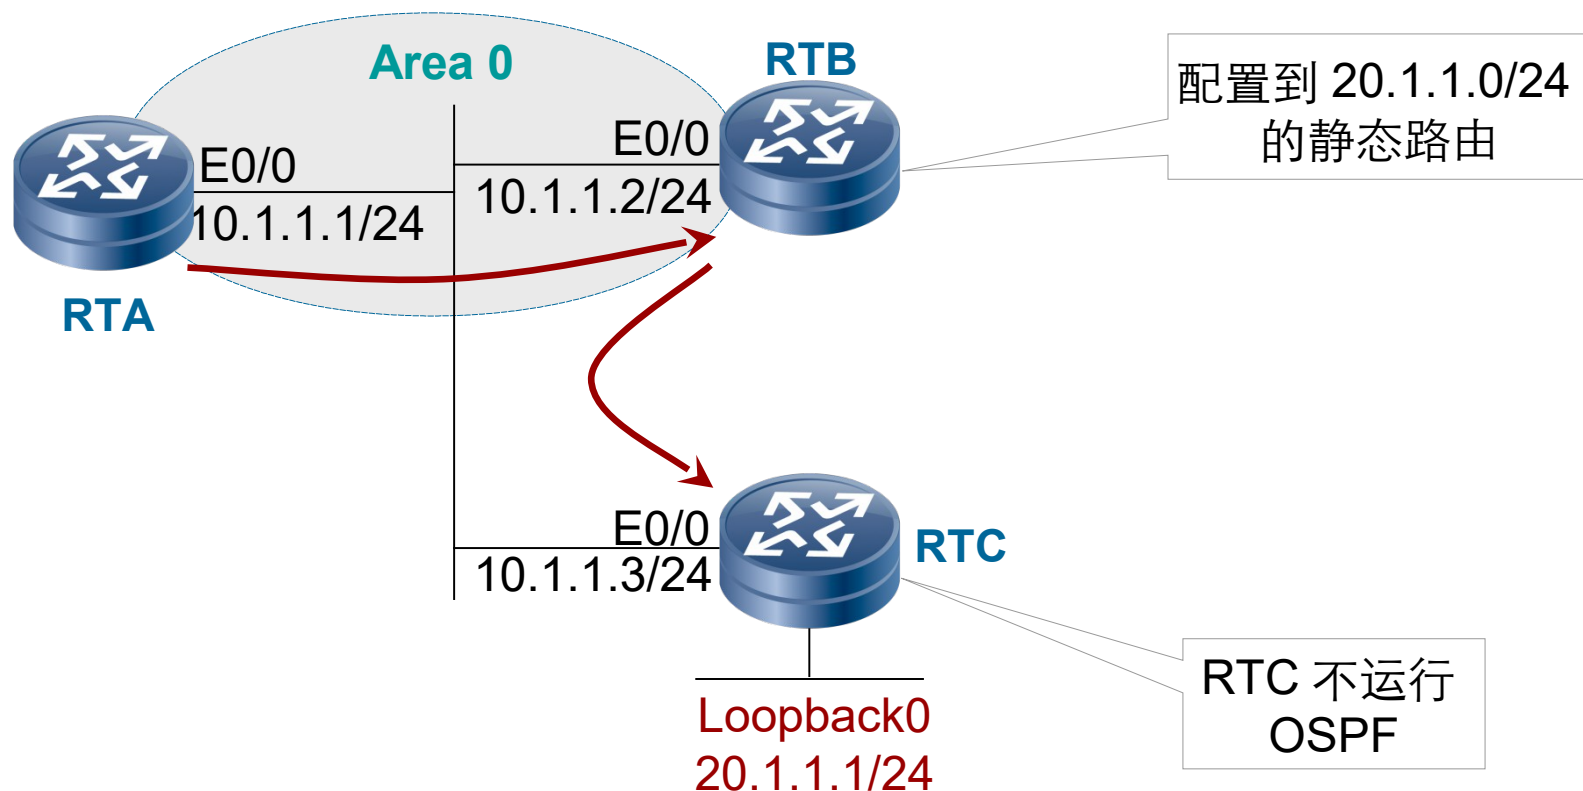 Area 0
RTB
配置到 20.1.1.0/24
的静态路由
E0/0
E0/0
10.1.1.2/24
10.1.1.1/24
RTA
E0/0
10.1.1.3/24
RTC
RTC 不运行
OSPF
Loopback0
20.1.1.1/24